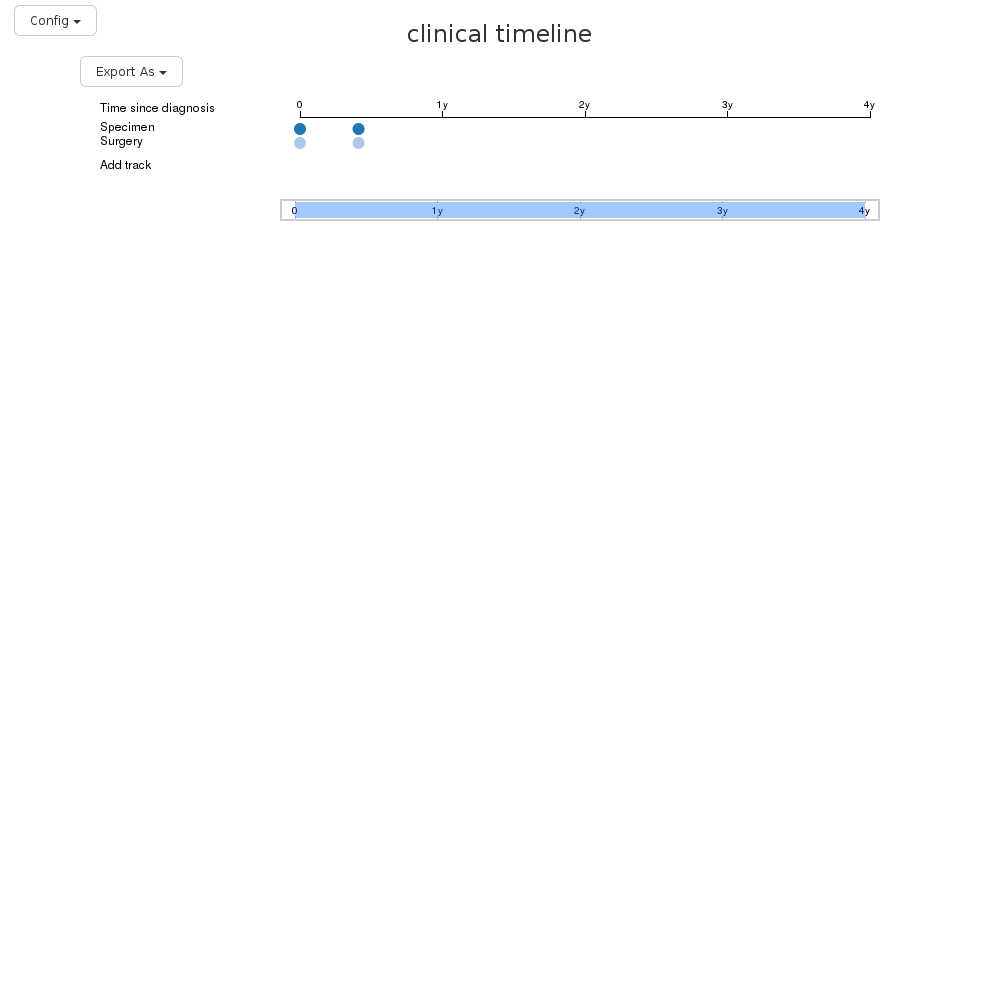 Config
clinical timeline
Export As
Time since diagnosis 0 1y 2y 3y 4y
Specimen
Surgery
Add track
0 1y 2y 3y 4y